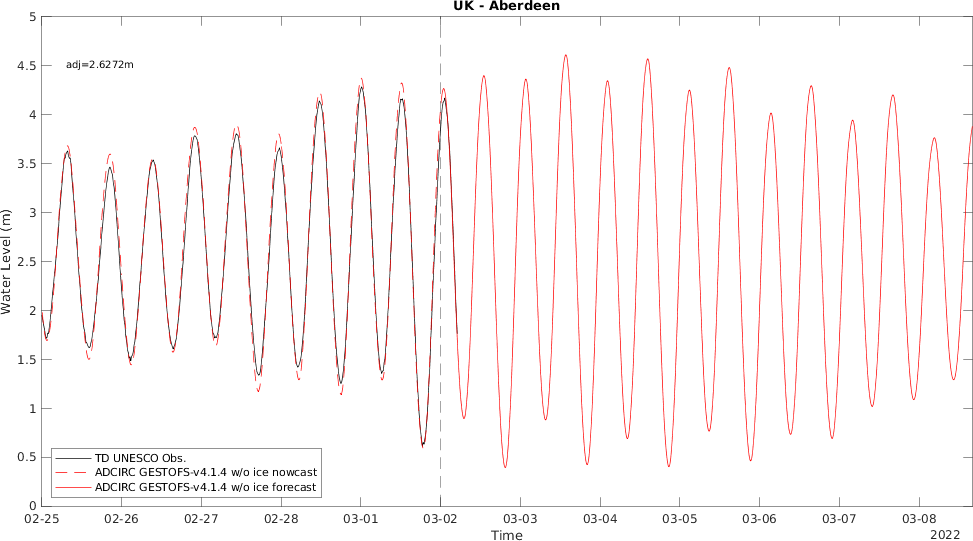 UK - Aberdeen
5
4.5
4
3.5
3
2.5
2
1.5
1
0.5
0
Water Level (m)
adj=2.6272m
TD UNESCO Obs.
ADCIRC GESTOFS-v4.1.4 w/o ice nowcast
ADCIRC GESTOFS-v4.1.4 w/o ice forecast
02-25 02-26 02-27 02-28 03-01 03-02 03-03 03-04 03-05 03-06 03-07 03-08
Time
2022